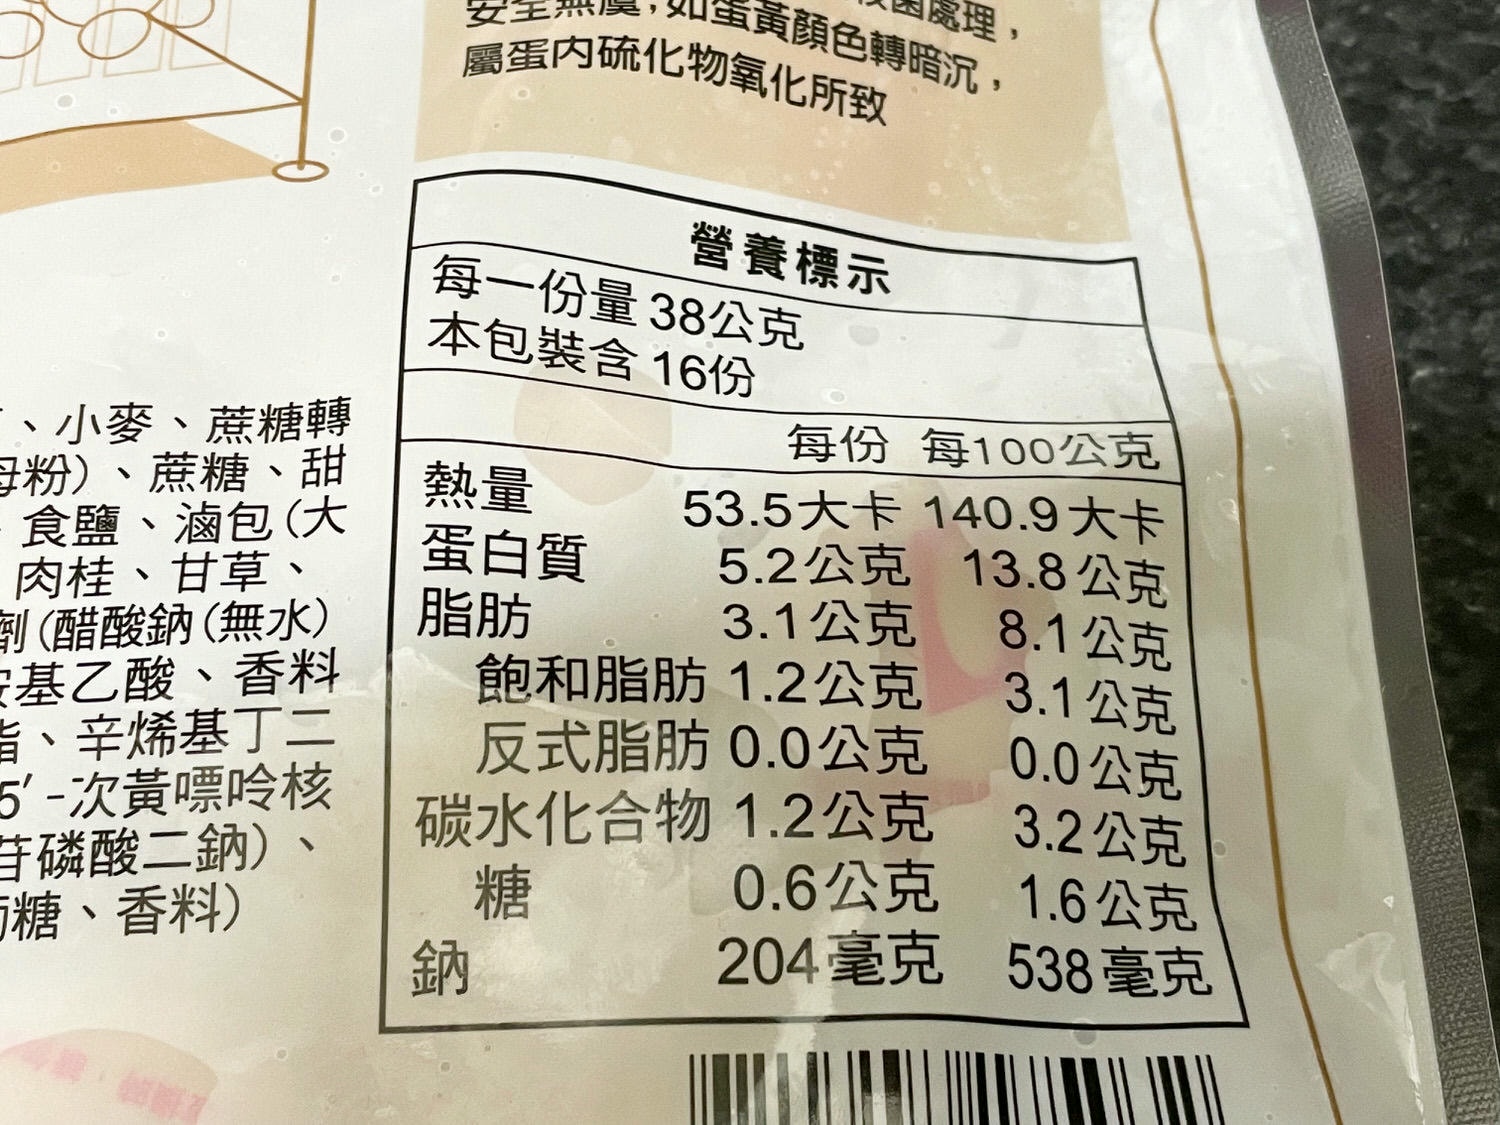 安全無虞，如蛋黃顏色轉暗沉，
屬蛋內硫化物氧化所致
營養標示
每一份量 38公克
本包裝含 16份
每份 每100公克
熱量 53.5大卡 140.9大卡
蛋白質 5.2公克 13.8公克
脂肪 3.1公克 8.1公克
飽和脂肪 1.2公克 3.1公克
反式脂肪 0.0公克 0.0公克
碳水化合物 1.2公克 3.2公克
糖 0.6公克 1.6公克
鈉 204毫克 538毫克
、小麥、蔗糖轉
母粉)、蔗糖、甜
食鹽、滷包(大
肉桂、甘草、
劑(醋酸鈉(無水)
胺基乙酸、香料
脂、辛烯基丁二
5'-次黃嘌呤核
苷磷酸二鈉)、
萄糖、香料)